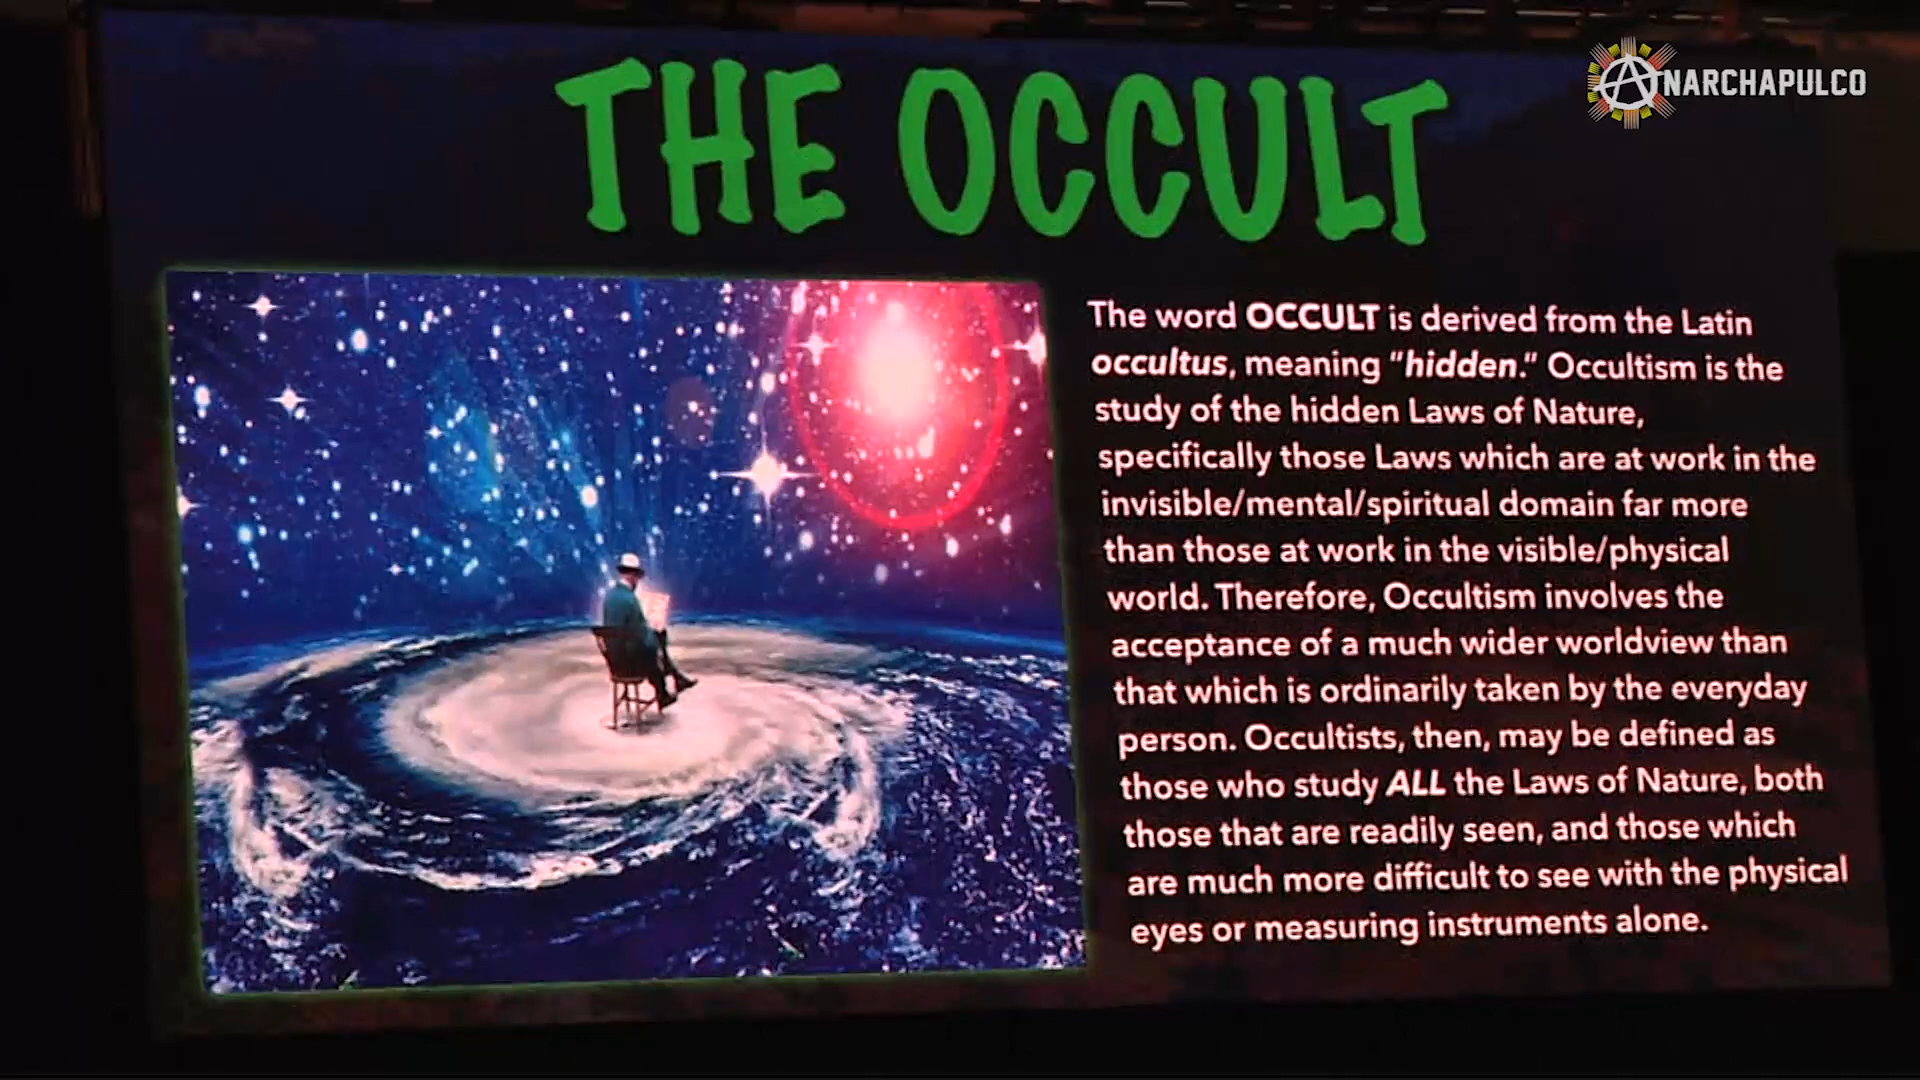 ANARCHAPULCO
THE OCCULT
The word OCCULT is derived from the Latin
occultus, meaning "hidden." Occultism is the
study of the hidden Laws of Nature,
specifically those Laws which are at work in the
invisible/mental/spiritual domain far more
than those at work in the visible/physical
world. Therefore, Occultism involves the
acceptance of a much wider worldview than
that which is ordinarily taken by the everyday
person. Occultists, then, may be defined as
those who study ALL the Laws of Nature, both
those that are readily seen, and those which
are much more difficult to see with the physical
eyes or measuring instruments alone.